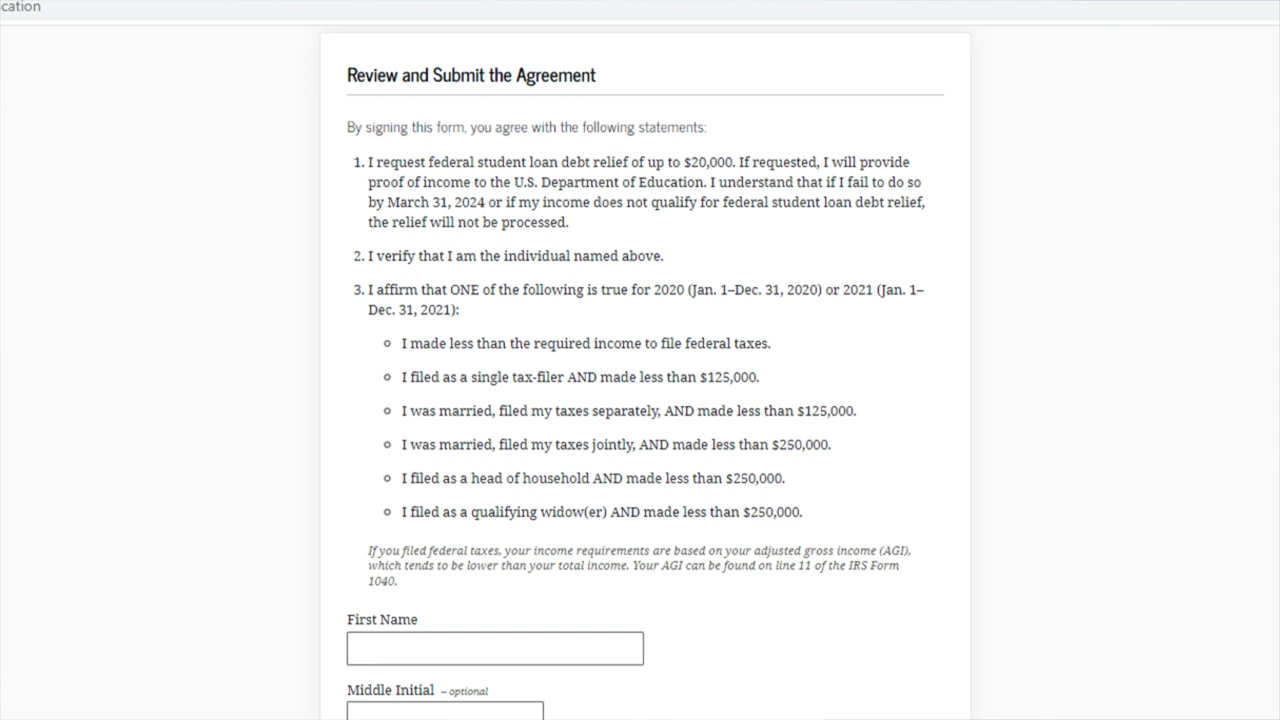 cation
Review and Submit the Agreement
By signing this form, you agree with the following statements:
1. I request federal student loan debt relief of up to $20,000. If requested, I will provide
proof of income to the U.S. Department of Education. I understand that if I fail to do so
by March 31, 2024 or if my income does not qualify for federal student loan debt relief,
the relief will not be processed.
2. I verify that I am the individual named above.
3. I affirm that ONE of the following is true for 2020 (Jan. 1–Dec. 31, 2020) or 2021 (Jan. 1–
Dec. 31, 2021):
I made less than the required income to file federal taxes.
I filed as a single tax-filer AND made less than $125,000.
I was married, filed my taxes separately, AND made less than $125,000.
I was married, filed my taxes jointly, AND made less than $250,000.
I filed as a head of household AND made less than $250,000.
I filed as a qualifying widow(er) AND made less than $250,000.
If you filed federal taxes, your income requirements are based on your adjusted gross income (AGI),
which tends to be lower than your total income. Your AGI can be found on line 11 of the IRS Form
1040.
First Name
Middle Initial – optional